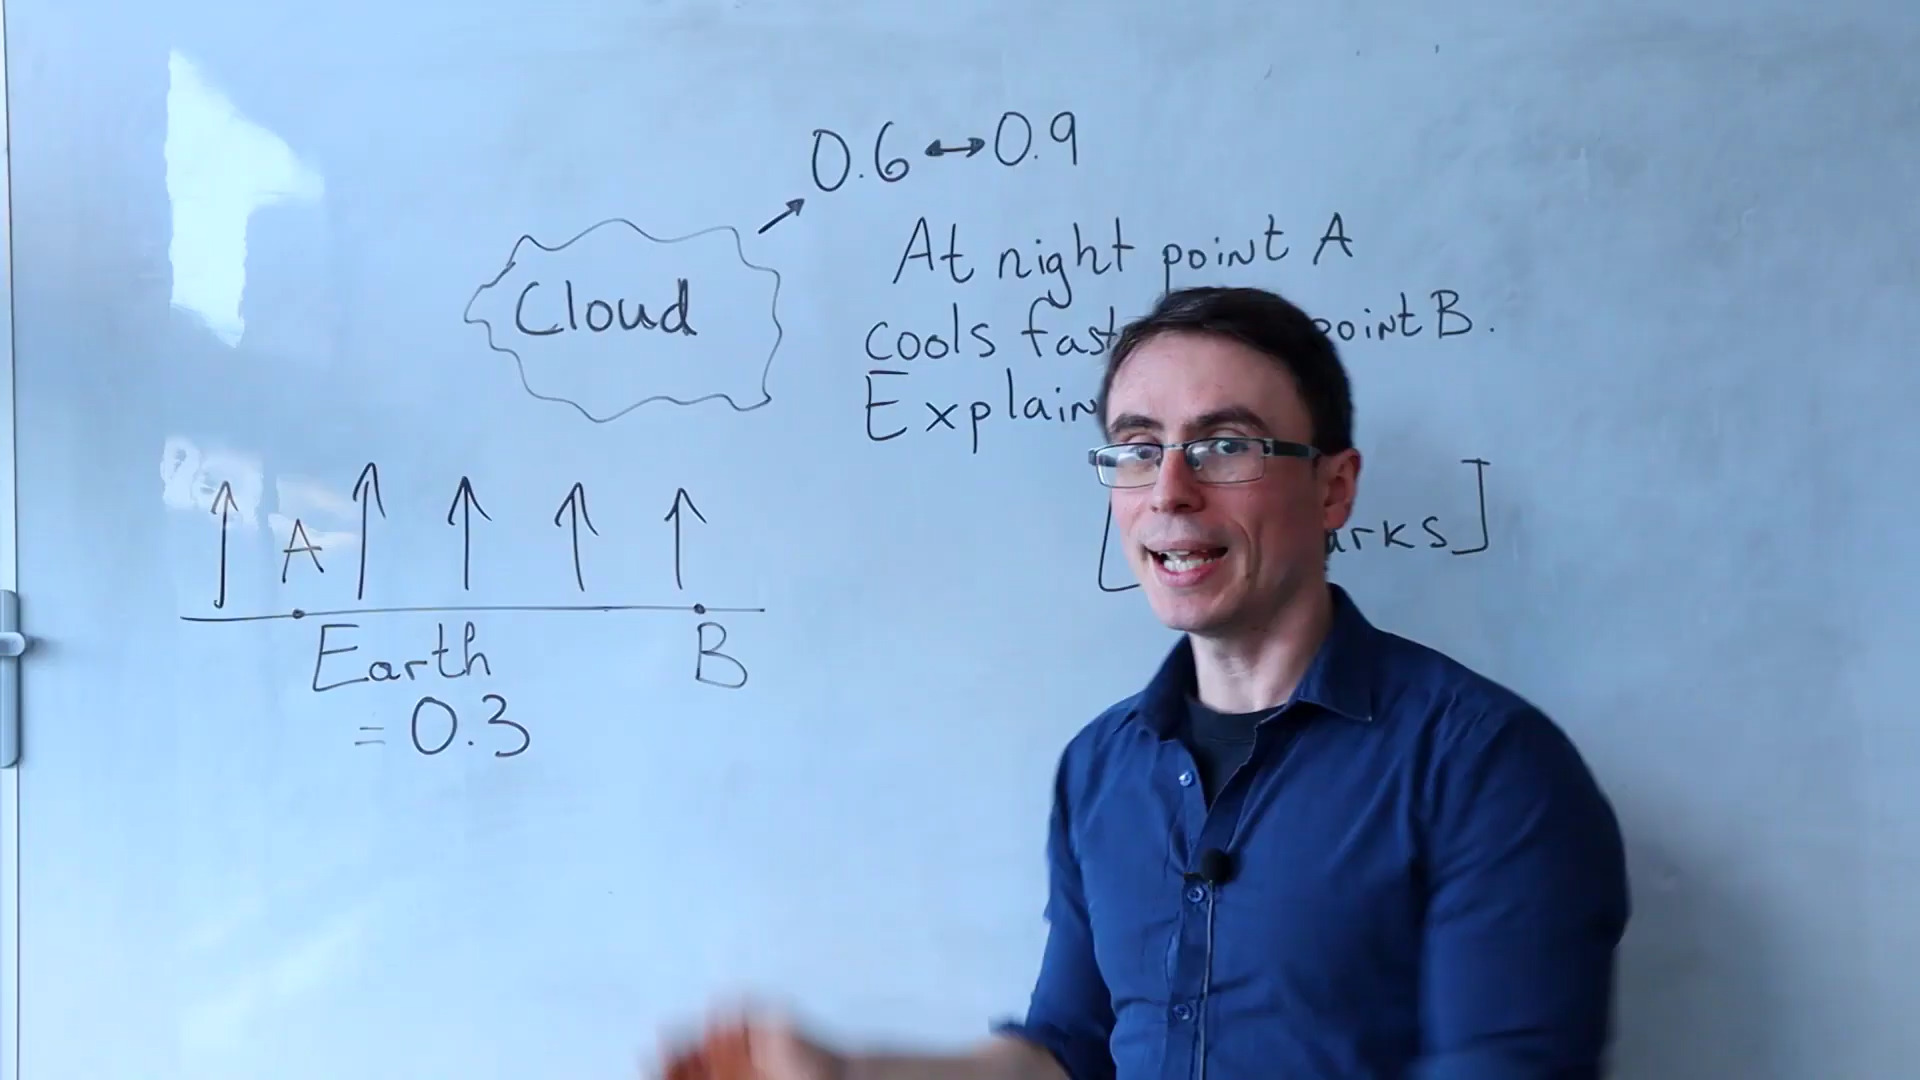 0.6 ↔ 0.9
Cloud
At night point A
cools fast point B.
Explain
arks]
A
Earth
B
= 0.3